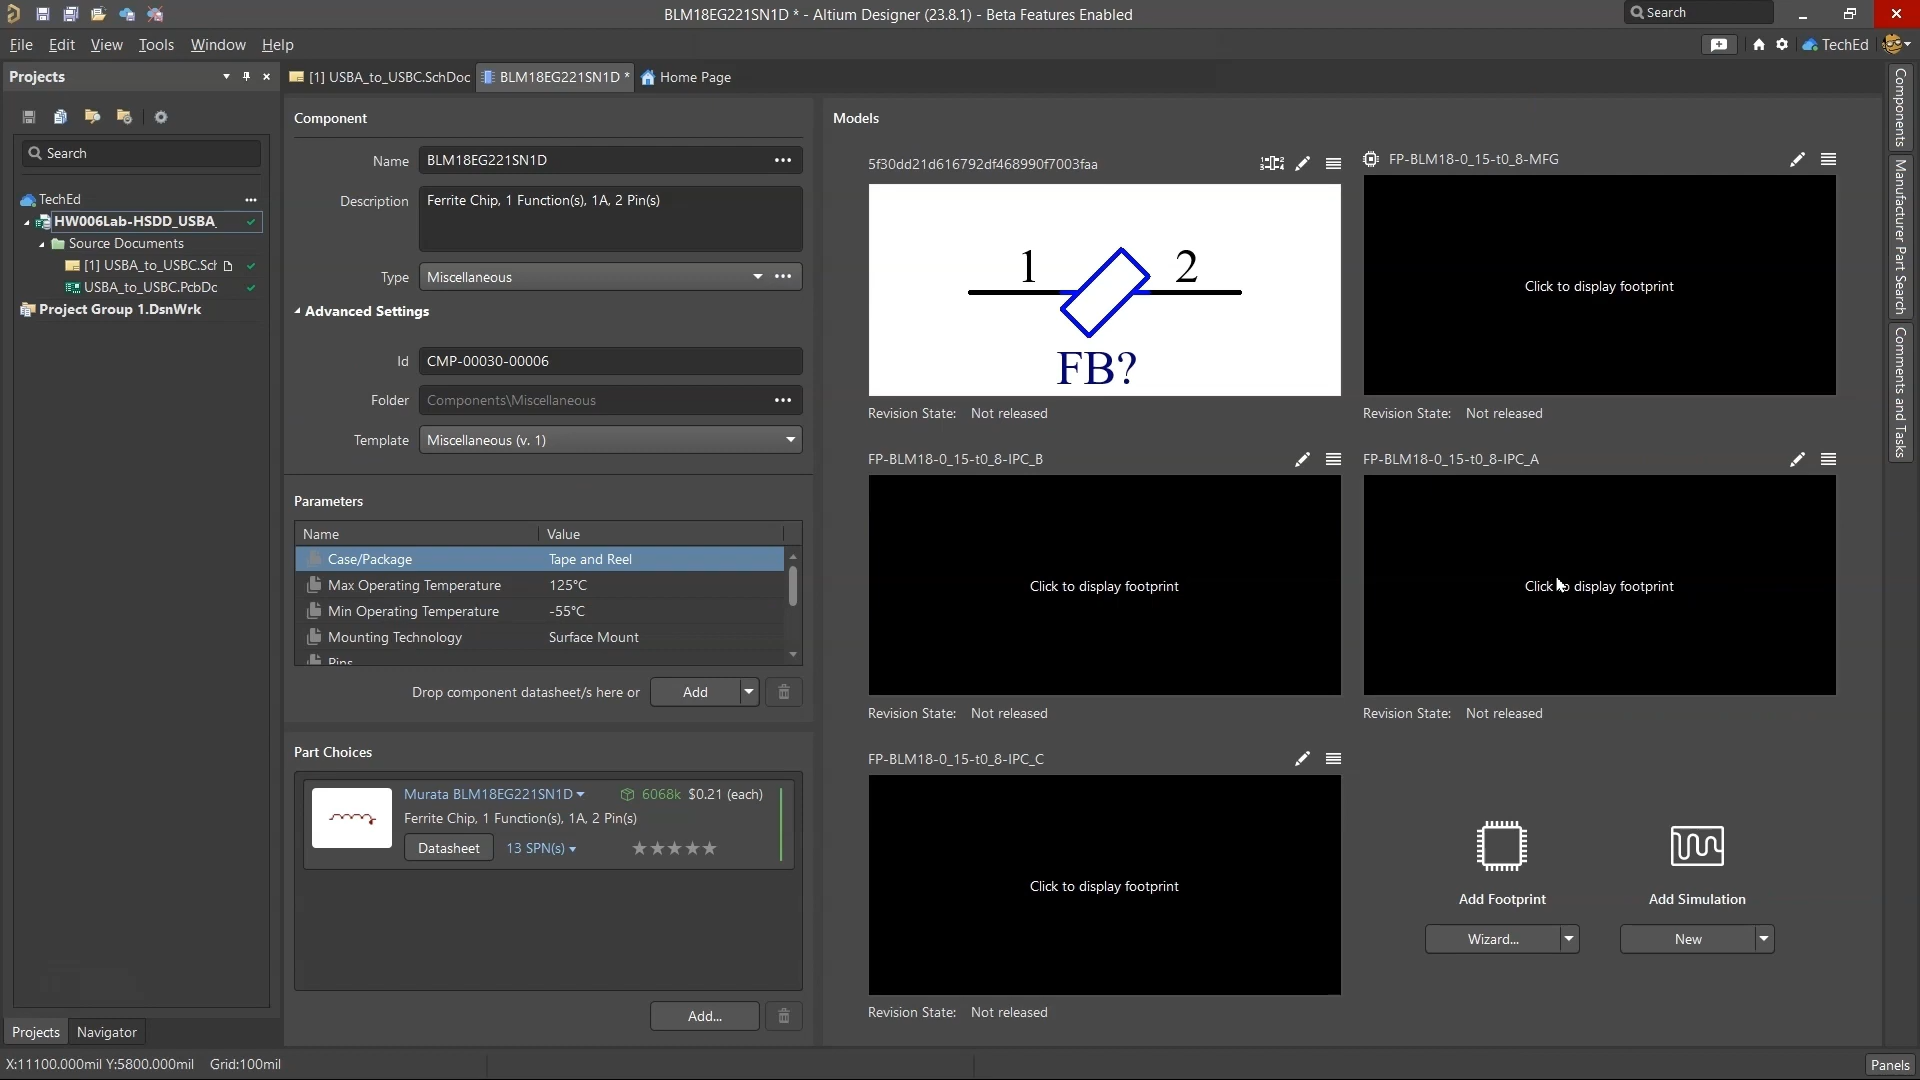 BLM18EG221SN1D * - Altium Designer (23.8.1) - Beta Features Enabled
Search
File Edit View Tools Window Help
TechEd
Projects
[1] USBA_to_USBC.SchDoc
BLM18EG221SN1D *
Home Page
Search
TechEd
HW006Lab-HSDD_USBA_
Source Documents
[1] USBA_to_USBC.Sch
USBA_to_USBC.PcbDc
Project Group 1.DsnWrk
Projects
Navigator
Component
Name BLM18EG221SN1D
Description Ferrite Chip, 1 Function(s), 1A, 2 Pin(s)
Type Miscellaneous
Advanced Settings
Id CMP-00030-00006
Folder Components\Miscellaneous
Template Miscellaneous (v. 1)
Parameters
Name Value
Case/Package Tape and Reel
Max Operating Temperature 125°C
Min Operating Temperature -55°C
Mounting Technology Surface Mount
Pins
Drop component datasheet/s here or Add
Part Choices
Murata BLM18EG221SN1D 6068k $0.21 (each)
Ferrite Chip, 1 Function(s), 1A, 2 Pin(s)
Datasheet 13 SPN(s)
Add...
Models
5f30dd21d616792df468990f7003faa
1 2
FB?
Revision State: Not released
FP-BLM18-0_15-t0_8-MFG
Click to display footprint
Revision State: Not released
FP-BLM18-0_15-t0_8-IPC_B
Click to display footprint
Revision State: Not released
FP-BLM18-0_15-t0_8-IPC_A
Click to display footprint
Revision State: Not released
FP-BLM18-0_15-t0_8-IPC_C
Click to display footprint
Revision State: Not released
Add Footprint
Wizard...
Add Simulation
New
Components
Manufacturer Part Search
Comments and Tasks
X:11100.000mil Y:5800.000mil Grid:100mil
Panels